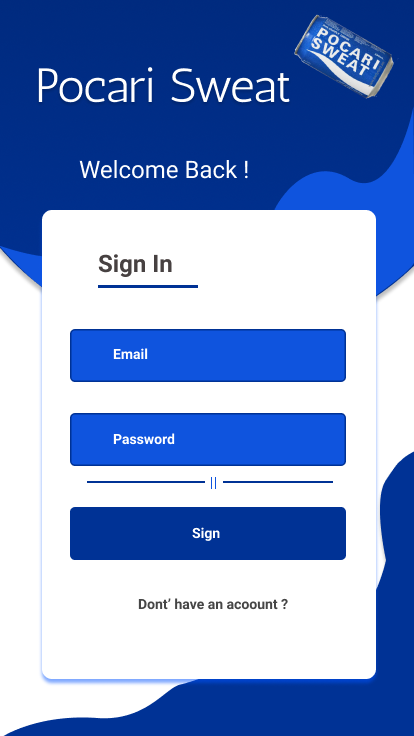 Pocari Sweat
POCARI
SWEAT
Welcome Back !
Sign In
Email
Password
||
Sign
Dont’ have an acoount ?